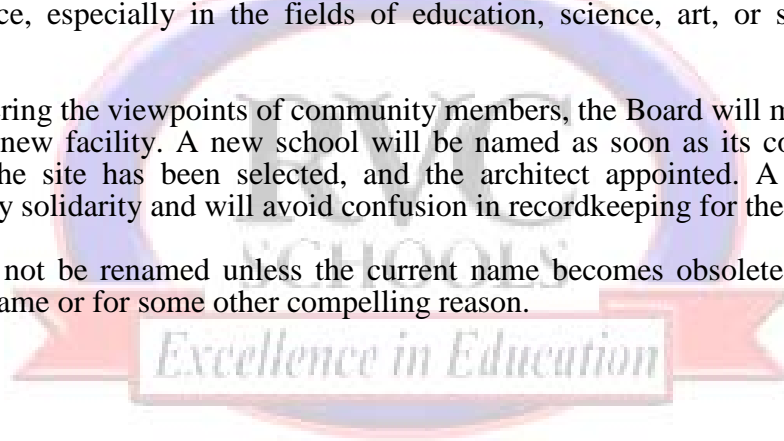 ce, especially in the fields of education, science, art, or s
ring the viewpoints of community members, the Board will m
new facility. A new school will be named as soon as its co
he site has been selected, and the architect appointed. A
y solidarity and will avoid confusion in recordkeeping for the
not be renamed unless the current name becomes obsolete
ame or for some other compelling reason.
RVC
SCHOOLS
Excellence in Education